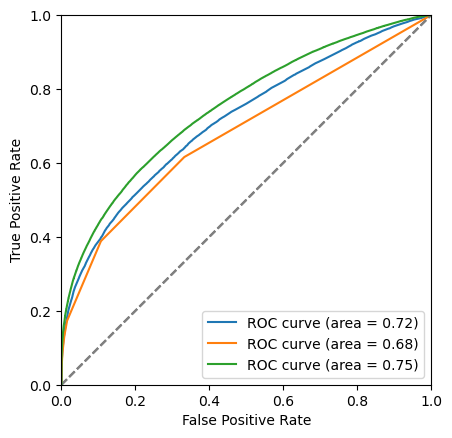 1.0
0.8
0.6
0.4
0.2
0.0
True Positive Rate
ROC curve (area = 0.72)
ROC curve (area = 0.68)
ROC curve (area = 0.75)
0.0 0.2 0.4 0.6 0.8 1.0
False Positive Rate